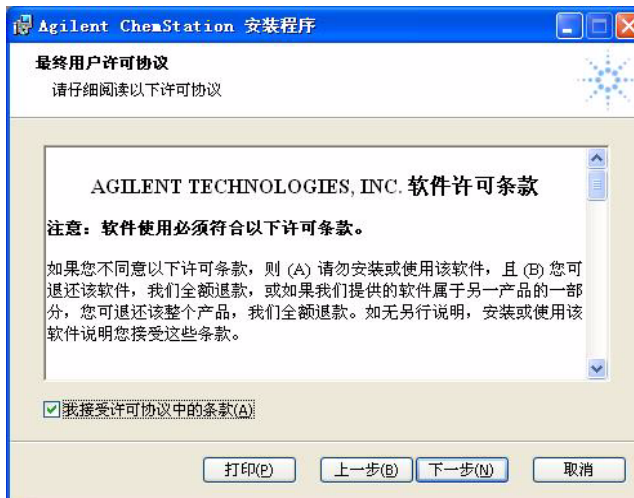 Agilent ChemStation 安装程序
最终用户许可协议
请仔细阅读以下许可协议
AGILENT TECHNOLOGIES, INC. 软件许可条款
注意：软件使用必须符合以下许可条款。
如果您不同意以下许可条款，则 (A) 请勿安装或使用该软件，且 (B) 您可
退还该软件，我们全额退款，或如果我们提供的软件属于另一产品的一部
分，您可退还该整个产品，我们全额退款。如无另行说明，安装或使用该
软件说明您接受这些条款。
我接受许可协议中的条款(A)
打印(P) 上一步(B) 下一步(N) 取消